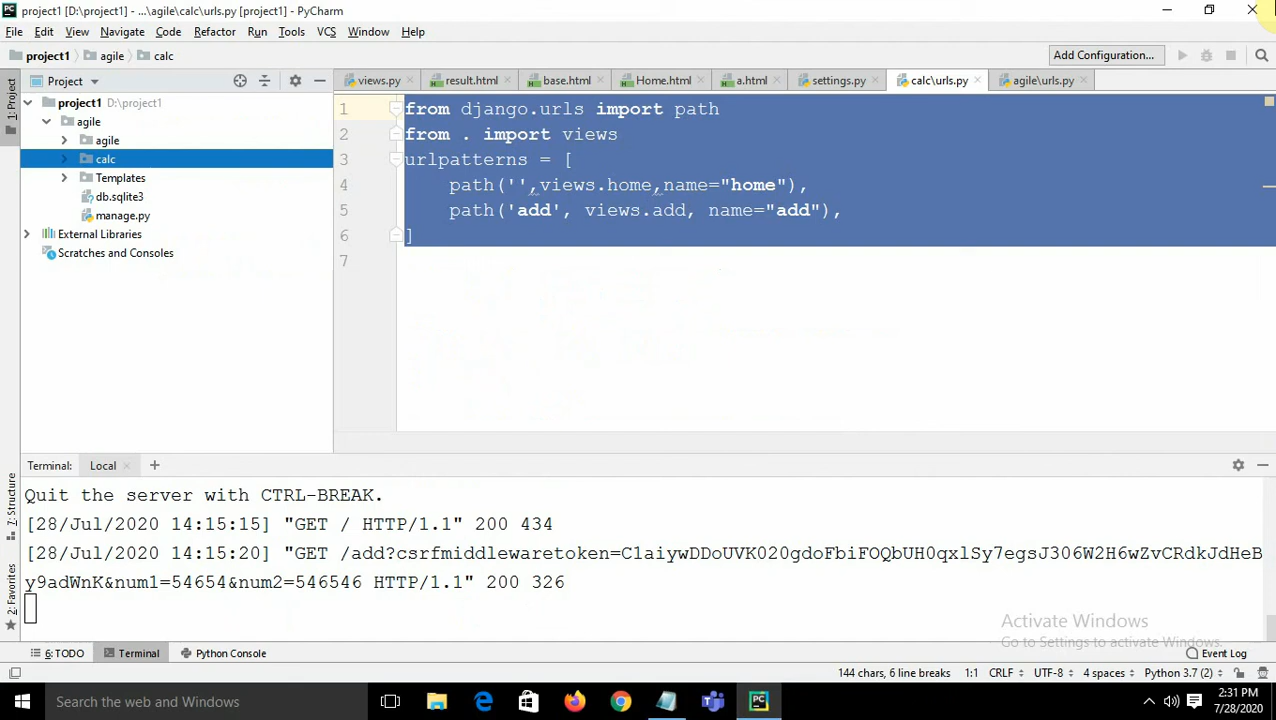 project1 [D:\project1] - ...\agile\calc\urls.py [project1] - PyCharm
File Edit View Navigate Code Refactor Run Tools VCS Window Help
project1 agile calc
Add Configuration...
1: Project
Project
views.py result.html base.html Home.html a.html settings.py calc\urls.py agile\urls.py
project1 D:\project1
agile
agile
calc
Templates
db.sqlite3
manage.py
External Libraries
Scratches and Consoles
1 from django.urls import path
2 from . import views
3 urlpatterns = [
4 path('',views.home,name="home"),
5 path('add', views.add, name="add"),
6 ]
7
Terminal: Local
Quit the server with CTRL-BREAK.
[28/Jul/2020 14:15:15] "GET / HTTP/1.1" 200 434
[28/Jul/2020 14:15:20] "GET /add?csrfmiddlewaretoken=C1aiywDDoUVK020gdoFbiFOQbUH0qxlSy7egsJ306W2H6wZvCRdkJdHeB
y9adWnK&num1=54654&num2=546546 HTTP/1.1" 200 326
7: Structure
2: Favorites
Activate Windows
Go to Settings to activate Windows.
6: TODO Terminal Python Console
Event Log
144 chars, 6 line breaks 1:1 CRLF UTF-8 4 spaces Python 3.7 (2)
Search the web and Windows
2:31 PM
7/28/2020